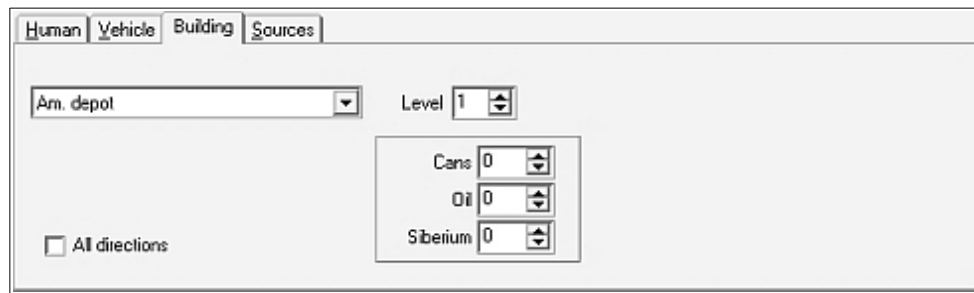 Human Vehicle Building Sources
Am. depot Level 1
Cans 0
Oil 0
Siberium 0
All directions